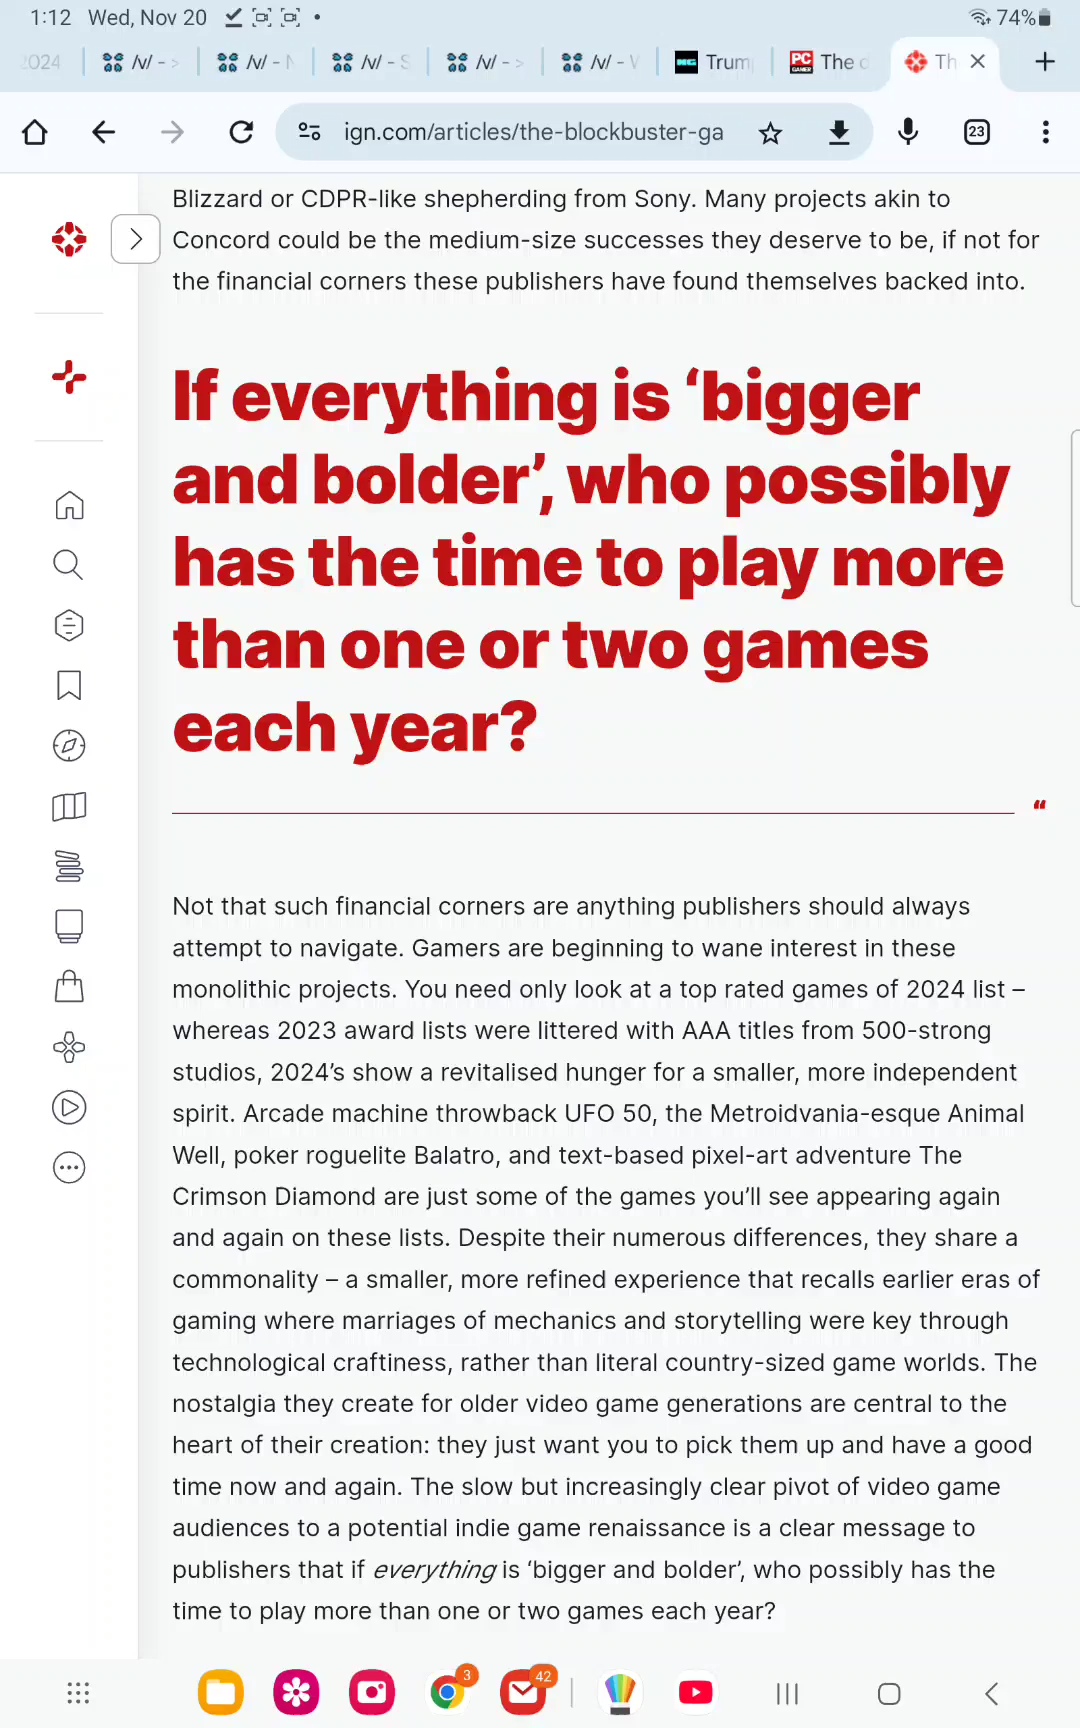 1:12 Wed, Nov 20
74%
2024
/v/ - >
/v/ - N
/v/ - S
/v/ - >
/v/ - V
NG Trum
PC GAMER The d
Th
ign.com/articles/the-blockbuster-ga
23
Blizzard or CDPR-like shepherding from Sony. Many projects akin to
Concord could be the medium-size successes they deserve to be, if not for
the financial corners these publishers have found themselves backed into.
If everything is ‘bigger
and bolder’, who possibly
has the time to play more
than one or two games
each year?
“
Not that such financial corners are anything publishers should always
attempt to navigate. Gamers are beginning to wane interest in these
monolithic projects. You need only look at a top rated games of 2024 list –
whereas 2023 award lists were littered with AAA titles from 500-strong
studios, 2024’s show a revitalised hunger for a smaller, more independent
spirit. Arcade machine throwback UFO 50, the Metroidvania-esque Animal
Well, poker roguelite Balatro, and text-based pixel-art adventure The
Crimson Diamond are just some of the games you’ll see appearing again
and again on these lists. Despite their numerous differences, they share a
commonality – a smaller, more refined experience that recalls earlier eras of
gaming where marriages of mechanics and storytelling were key through
technological craftiness, rather than literal country-sized game worlds. The
nostalgia they create for older video game generations are central to the
heart of their creation: they just want you to pick them up and have a good
time now and again. The slow but increasingly clear pivot of video game
audiences to a potential indie game renaissance is a clear message to
publishers that if everything is ‘bigger and bolder’, who possibly has the
time to play more than one or two games each year?
3
42